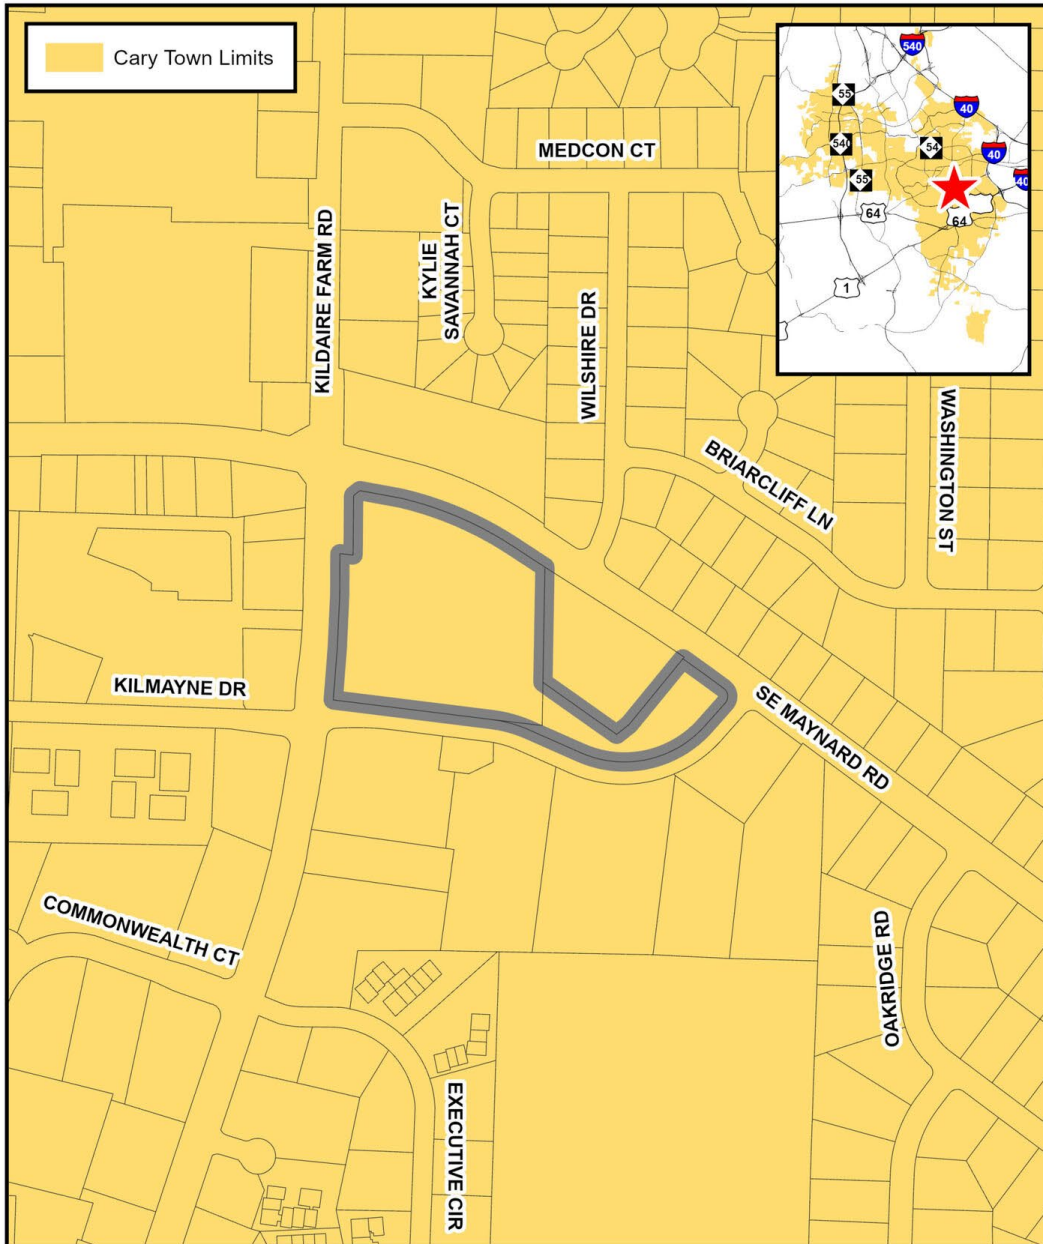 Cary Town Limits
540
55
40
540
54
40
55
40
64
64
1
MEDCON CT
KILDAIRE FARM RD
KYLIE
SAVANNAH CT
WILSHIRE DR
WASHINGTON ST
BRIARCLIFF LN
KILMAYNE DR
SE MAYNARD RD
COMMONWEALTH CT
OAKRIDGE RD
EXECUTIVE CIR